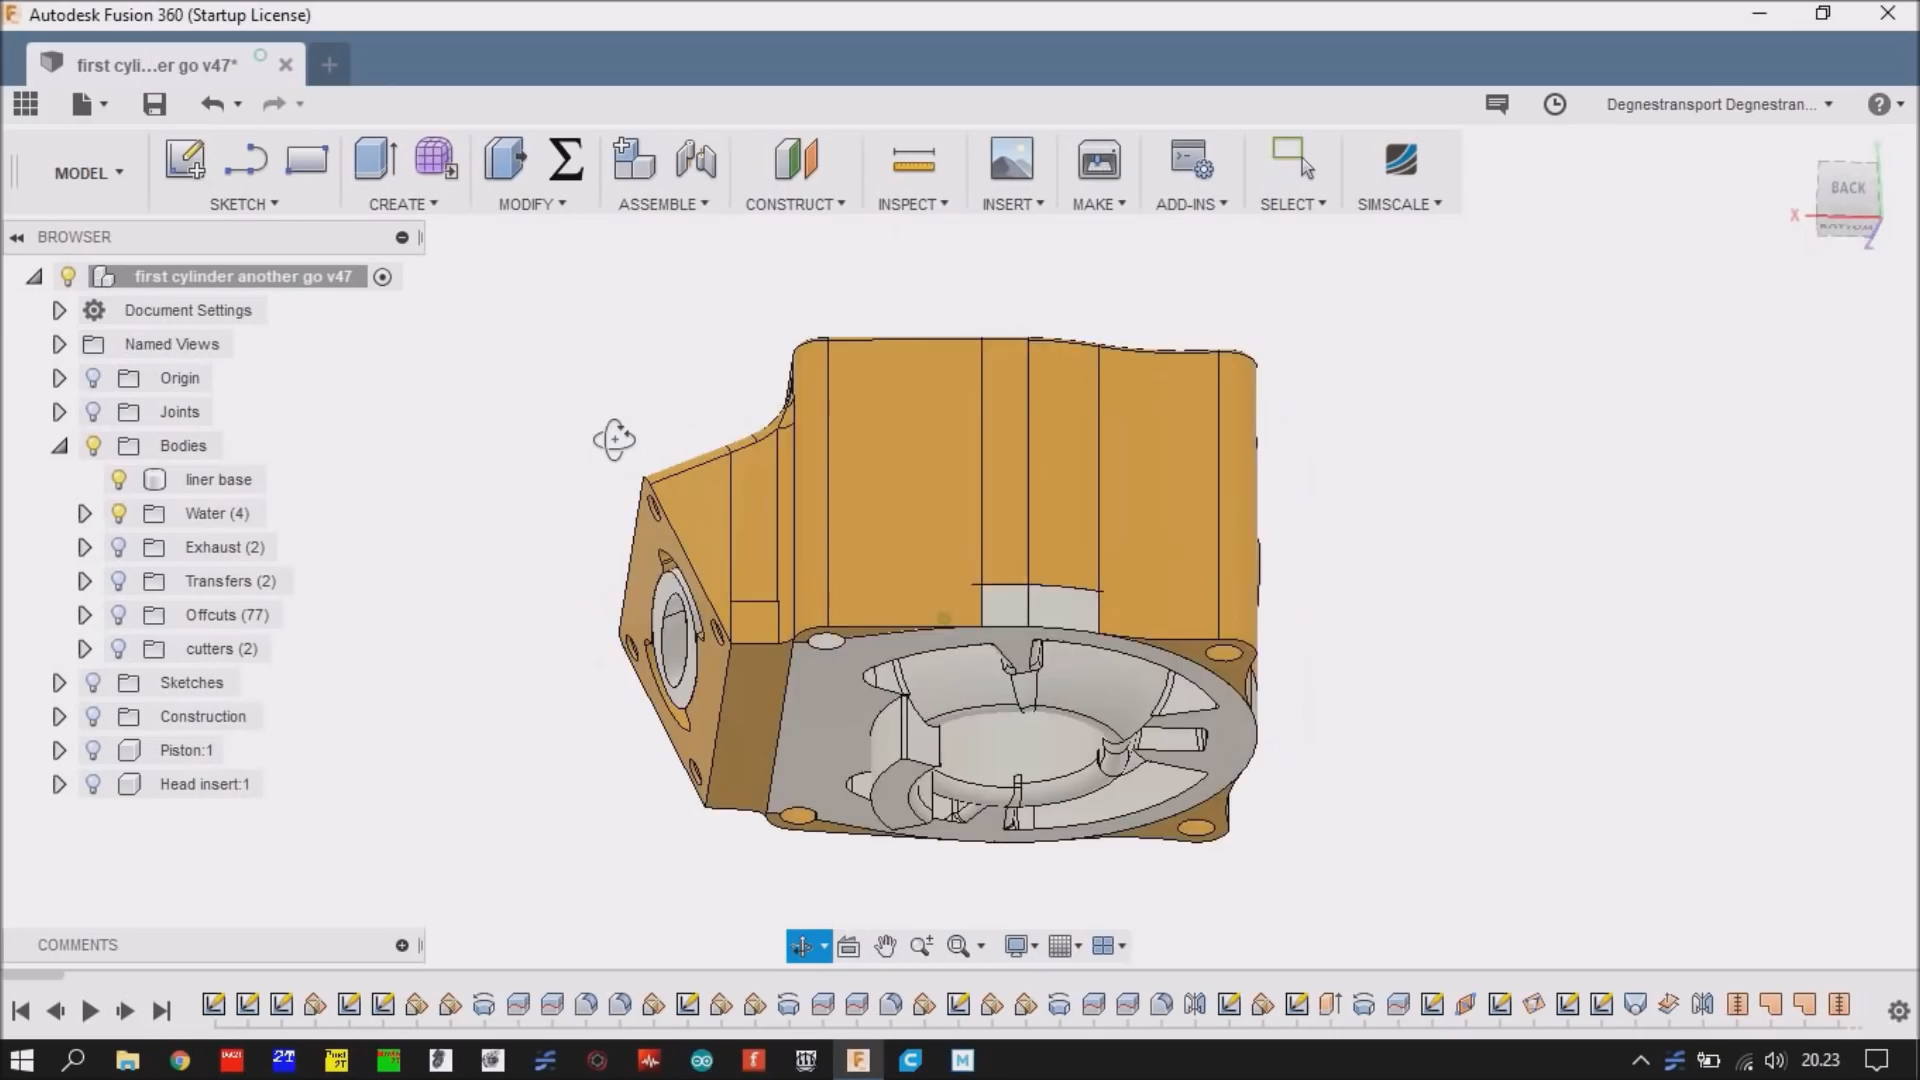 Autodesk Fusion 360 (Startup License)
first cyli...er go v47*
Degnestransport Degnestran...
MODEL
SKETCH
CREATE
MODIFY
ASSEMBLE
CONSTRUCT
INSPECT
INSERT
MAKE
ADD-INS
SELECT
SIMSCALE
BACK
BOTTOM
X
Z
BROWSER
first cylinder another go v47
Document Settings
Named Views
Origin
Joints
Bodies
liner base
Water (4)
Exhaust (2)
Transfers (2)
Offcuts (77)
cutters (2)
Sketches
Construction
Piston:1
Head insert:1
COMMENTS
2T
20.23